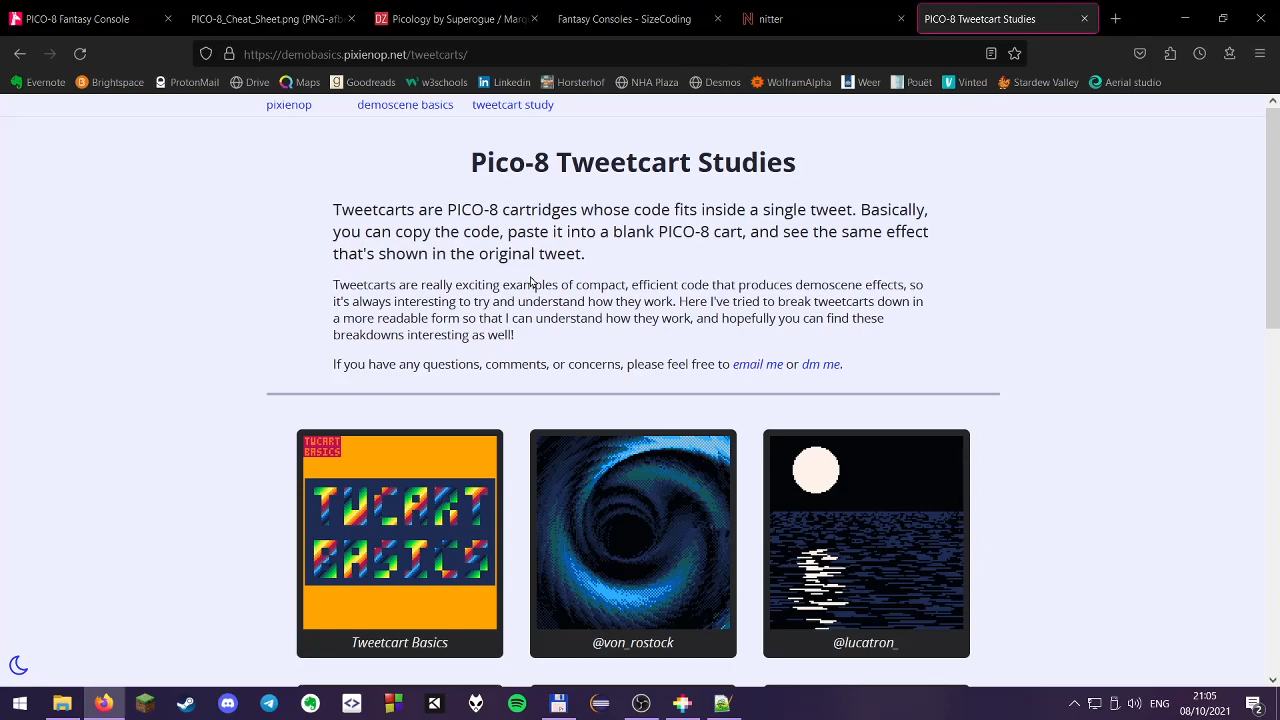 PICO-8 Fantasy Console
PICO-8_Cheat_Sheet.png (PNG-afb
Picology by Superogue / Marq
Fantasy Consoles - SizeCoding
nitter
PICO-8 Tweetcart Studies
https://demobasics.pixienop.net/tweetcarts/
Evernote
Brightspace
ProtonMail
Drive
Maps
Goodreads
w3schools
Linkedin
Horsterhof
NHA Plaza
Desmos
WolframAlpha
Weer
Pouët
Vinted
Stardew Valley
Aerial studio
pixienop
demoscene basics
tweetcart study
Pico-8 Tweetcart Studies
Tweetcarts are PICO-8 cartridges whose code fits inside a single tweet. Basically,
you can copy the code, paste it into a blank PICO-8 cart, and see the same effect
that's shown in the original tweet.
Tweetcarts are really exciting examples of compact, efficient code that produces demoscene effects, so
it's always interesting to try and understand how they work. Here I've tried to break tweetcarts down in
a more readable form so that I can understand how they work, and hopefully you can find these
breakdowns interesting as well!
If you have any questions, comments, or concerns, please feel free to email me or dm me.
TWCART
BASICS
TWCART
BASICS
Tweetcart Basics
@von_rostock
@lucatron_
ENG
21:05
08/10/2021
2